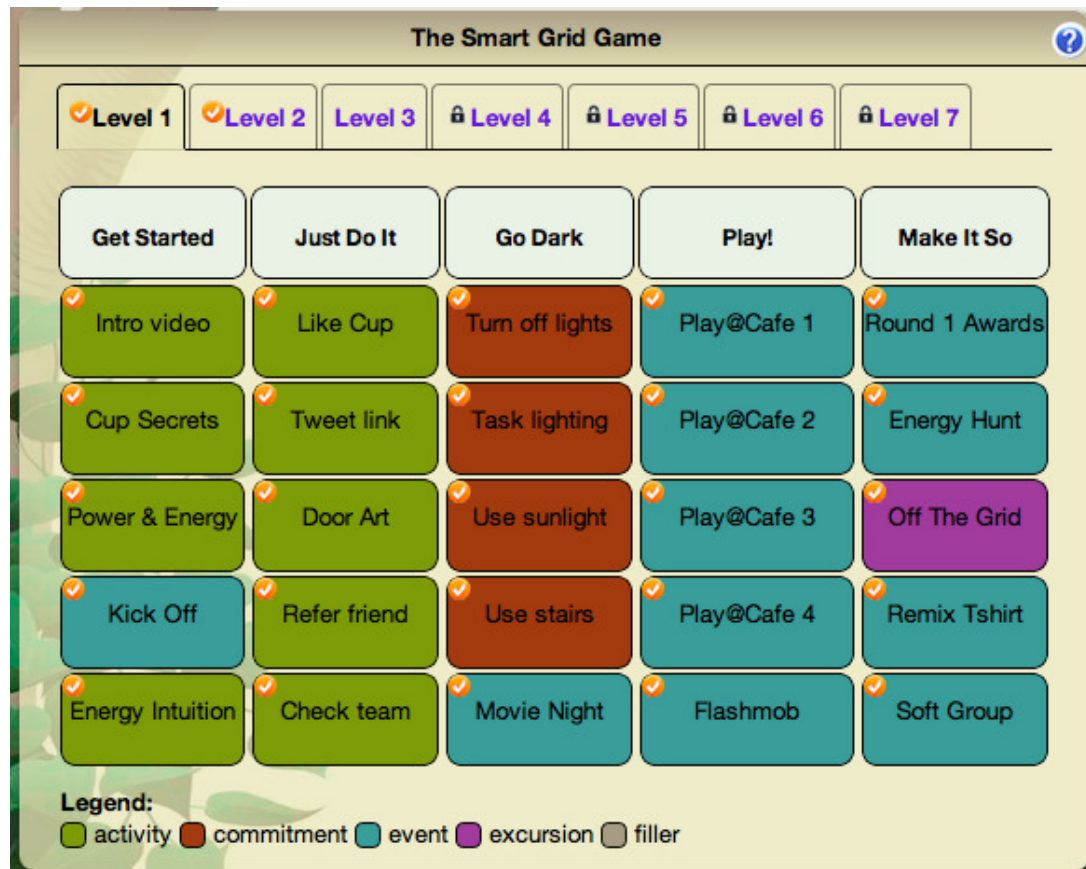 The Smart Grid Game
?
Level 1 Level 2 Level 3 Level 4 Level 5 Level 6 Level 7
Get Started Just Do It Go Dark Play! Make It So
Intro video Like Cup Turn off lights Play@Cafe 1 Round 1 Awards
Cup Secrets Tweet link Task lighting Play@Cafe 2 Energy Hunt
Power & Energy Door Art Use sunlight Play@Cafe 3 Off The Grid
Kick Off Refer friend Use stairs Play@Cafe 4 Remix Tshirt
Energy Intuition Check team Movie Night Flashmob Soft Group
Legend:
activity commitment event excursion filler